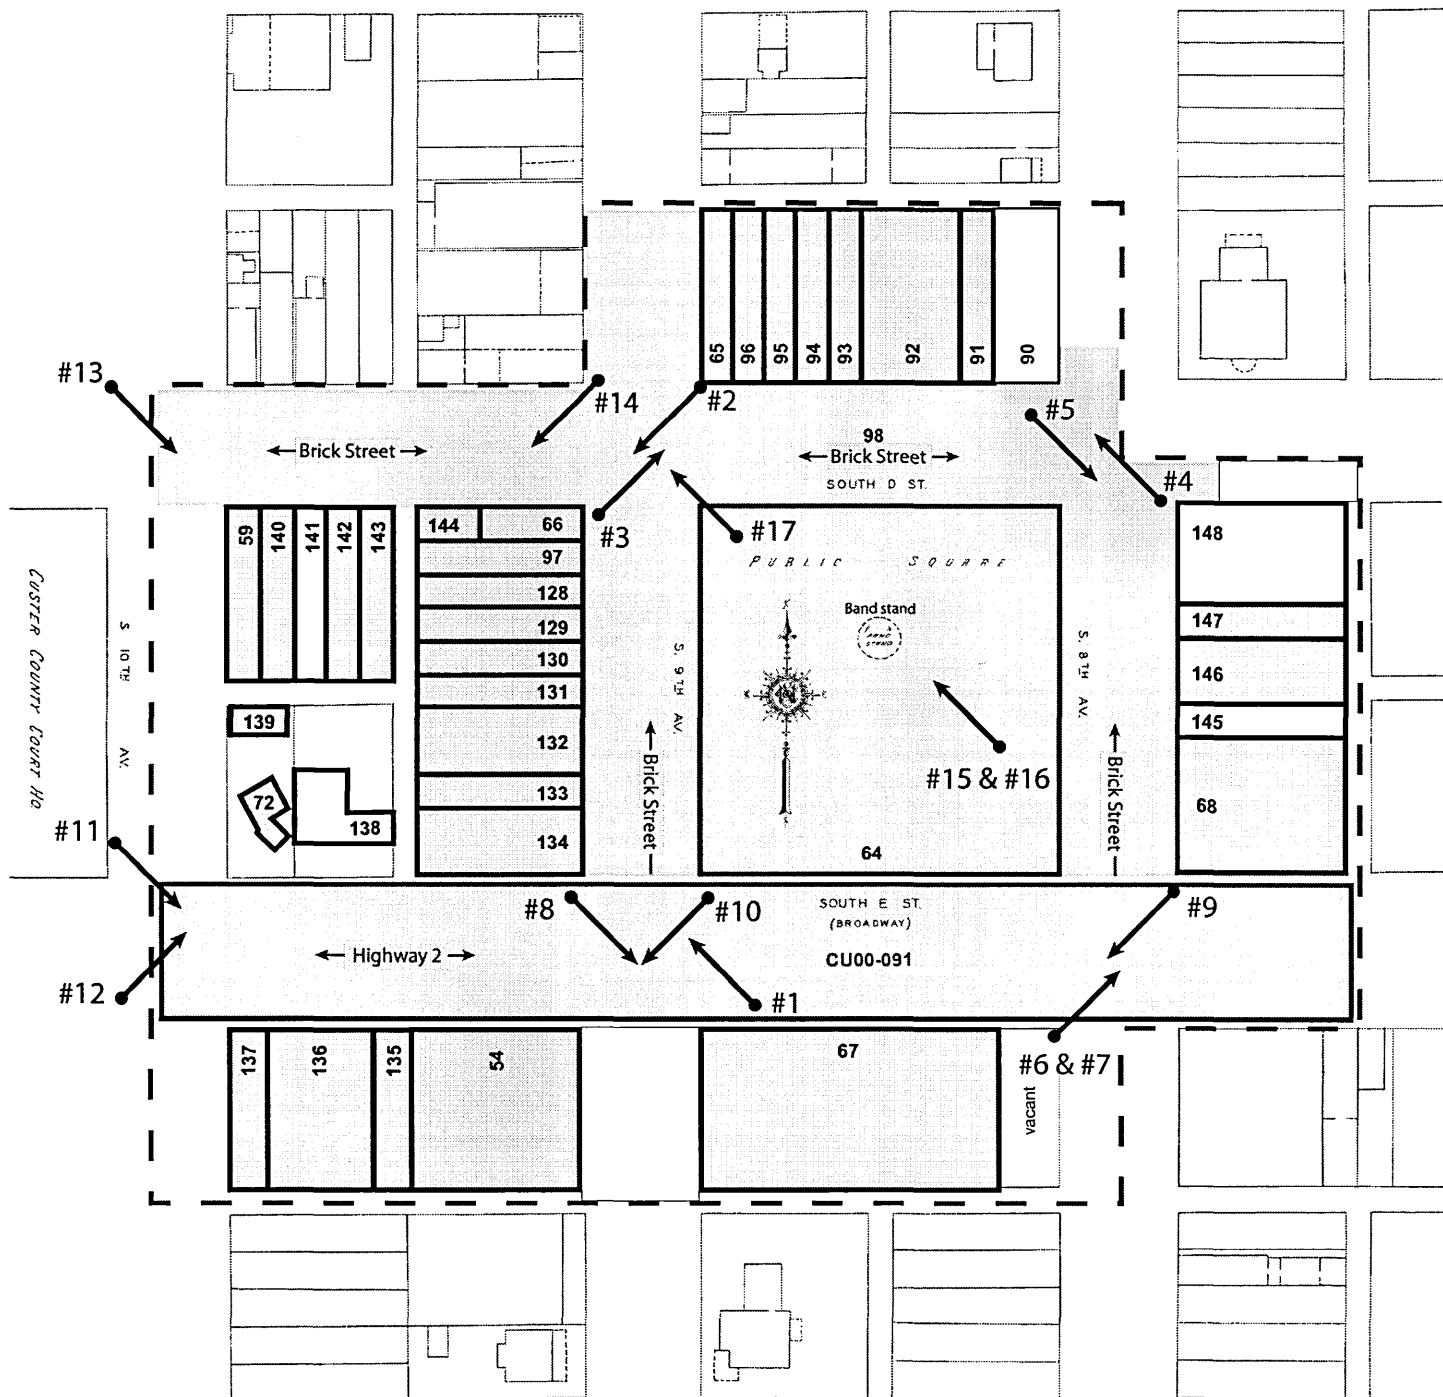 65
96
95
94
93
92
91
90
#13
#14
#2
#5
98
← Brick Street →
← Brick Street →
SOUTH D ST.
#4
#3
#17
59
140
141
142
143
144
66
97
128
129
130
131
132
133
134
PUBLIC SQUARE
Band stand
BAND
STAND
148
147
146
145
68
CUSTER COUNTY COURT HO.
S 10TH AV.
S. 9TH AV.
S. 8TH AV.
← Brick Street →
← Brick Street →
#15 & #16
139
72
138
64
#11
#8
#10
#9
SOUTH E ST.
(BROADWAY)
← Highway 2 →
CU00-091
#12
#1
#6 & #7
137
136
135
54
67
vacant